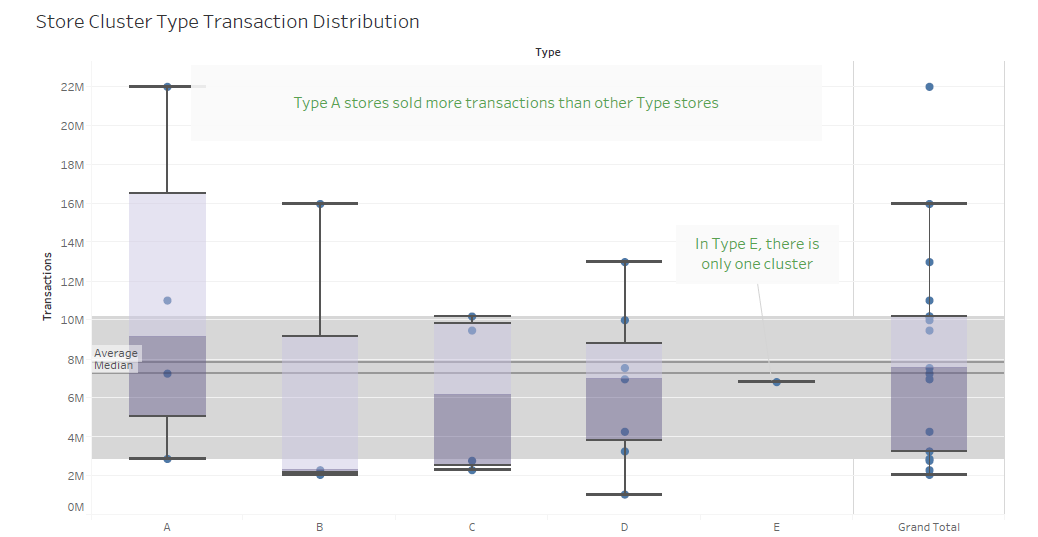 Store Cluster Type Transaction Distribution
Type
22M
20M
18M
16M
14M
12M
10M
8M
6M
4M
2M
0M
Transactions
Type A stores sold more transactions than other Type stores
In Type E, there is
only one cluster
Average
Median
A
B
C
D
E
Grand Total